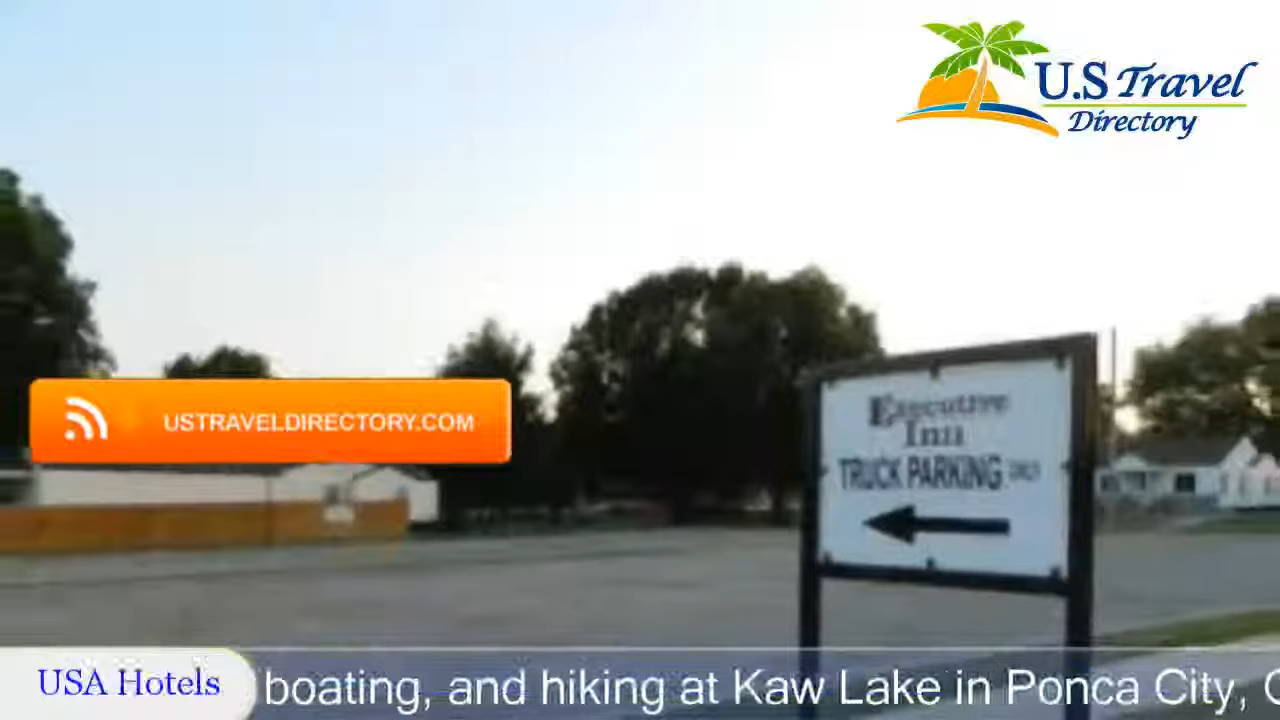 U.S Travel
Directory
USTRAVELDIRECTORY.COM
Executive
Inn
TRUCK PARKING ONLY
USA Hotels
boating, and hiking at Kaw Lake in Ponca City,